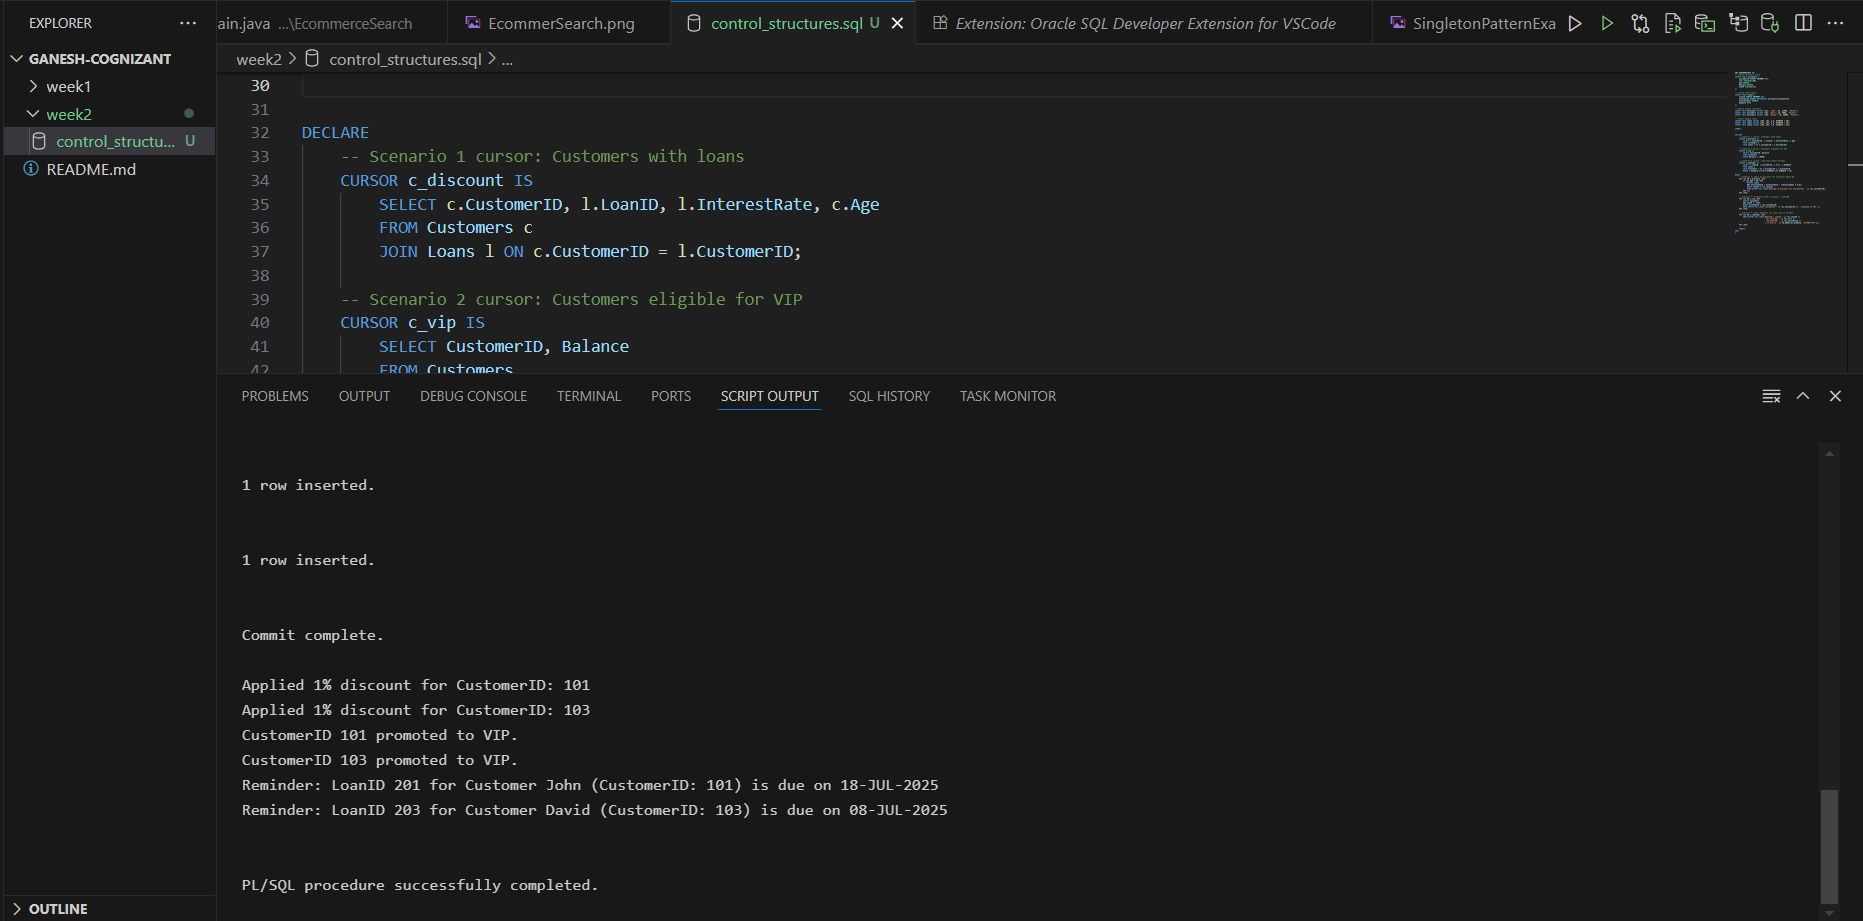 EXPLORER
GANESH-COGNIZANT
week1
week2
control_structu... U
README.md
OUTLINE
ain.java ...\EcommerceSearch
EcommerSearch.png
control_structures.sql U
Extension: Oracle SQL Developer Extension for VSCode
SingletonPatternExa
week2 > control_structures.sql > ...
30
31
32 DECLARE
33 -- Scenario 1 cursor: Customers with loans
34 CURSOR c_discount IS
35 SELECT c.CustomerID, l.LoanID, l.InterestRate, c.Age
36 FROM Customers c
37 JOIN Loans l ON c.CustomerID = l.CustomerID;
38
39 -- Scenario 2 cursor: Customers eligible for VIP
40 CURSOR c_vip IS
41 SELECT CustomerID, Balance
42 FROM Customers
PROBLEMS OUTPUT DEBUG CONSOLE TERMINAL PORTS SCRIPT OUTPUT SQL HISTORY TASK MONITOR
1 row inserted.
1 row inserted.
Commit complete.
Applied 1% discount for CustomerID: 101
Applied 1% discount for CustomerID: 103
CustomerID 101 promoted to VIP.
CustomerID 103 promoted to VIP.
Reminder: LoanID 201 for Customer John (CustomerID: 101) is due on 18-JUL-2025
Reminder: LoanID 203 for Customer David (CustomerID: 103) is due on 08-JUL-2025
PL/SQL procedure successfully completed.